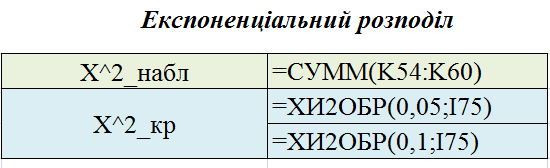 Експоненціальний розподіл
X^2_набл =СУММ(K54:K60)
X^2_кр =ХИ2ОБР(0,05;I75)
=ХИ2ОБР(0,1;I75)